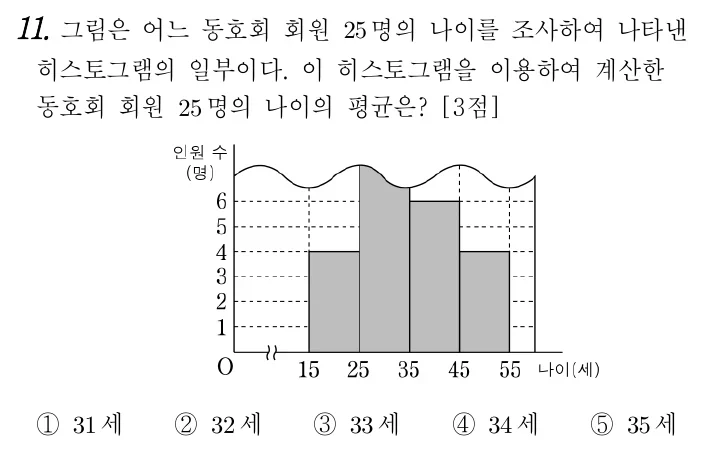 11. 그림은 어느 동호회 회원 25명의 나이를 조사하여 나타낸
히스토그램의 일부이다. 이 히스토그램을 이용하여 계산한
동호회 회원 25명의 나이의 평균은? [3점]
인원 수
(명)
6
5
4
3
2
1
O 15 25 35 45 55 나이(세)
① 31세 ② 32세 ③ 33세 ④ 34세 ⑤ 35세